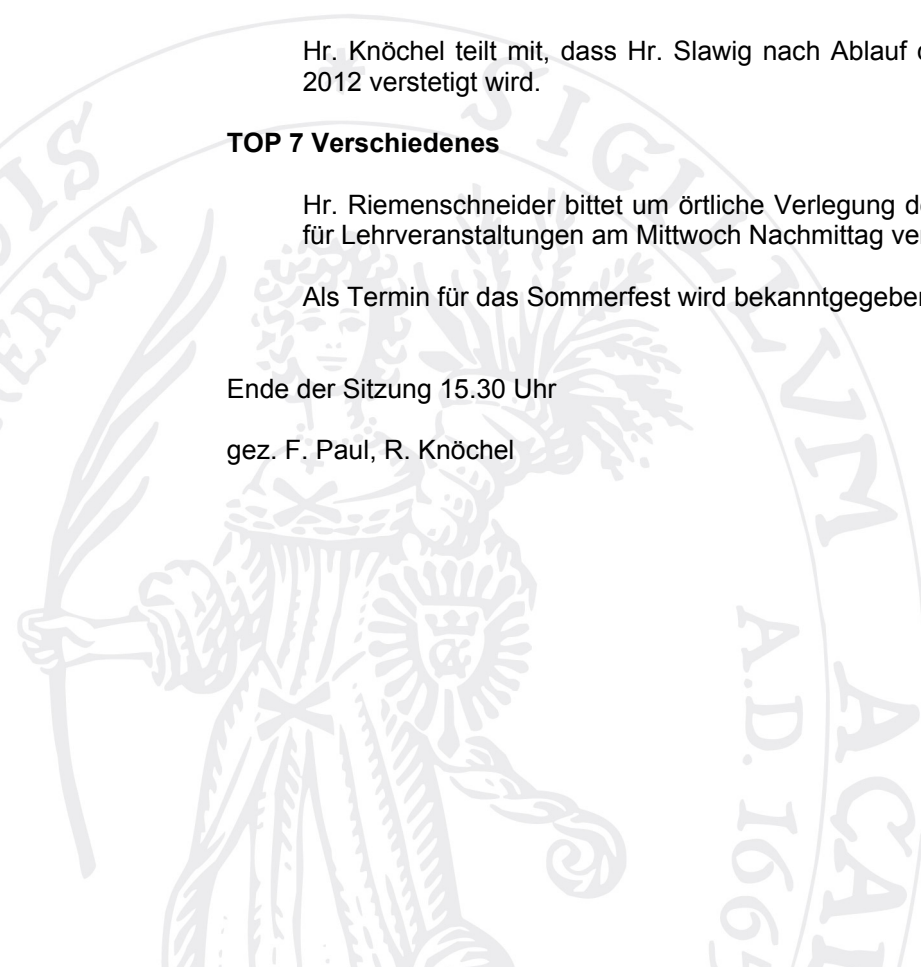 Hr. Knöchel teilt mit, dass Hr. Slawig nach Ablauf
2012 verstetigt wird.
TOP 7 Verschiedenes
Hr. Riemenschneider bittet um örtliche Verlegung
für Lehrveranstaltungen am Mittwoch Nachmittag
Als Termin für das Sommerfest wird
Ende der Sitzung 15.30 Uhr
gez. F. Paul, R. Knöchel
SIGILLVM
A.D.